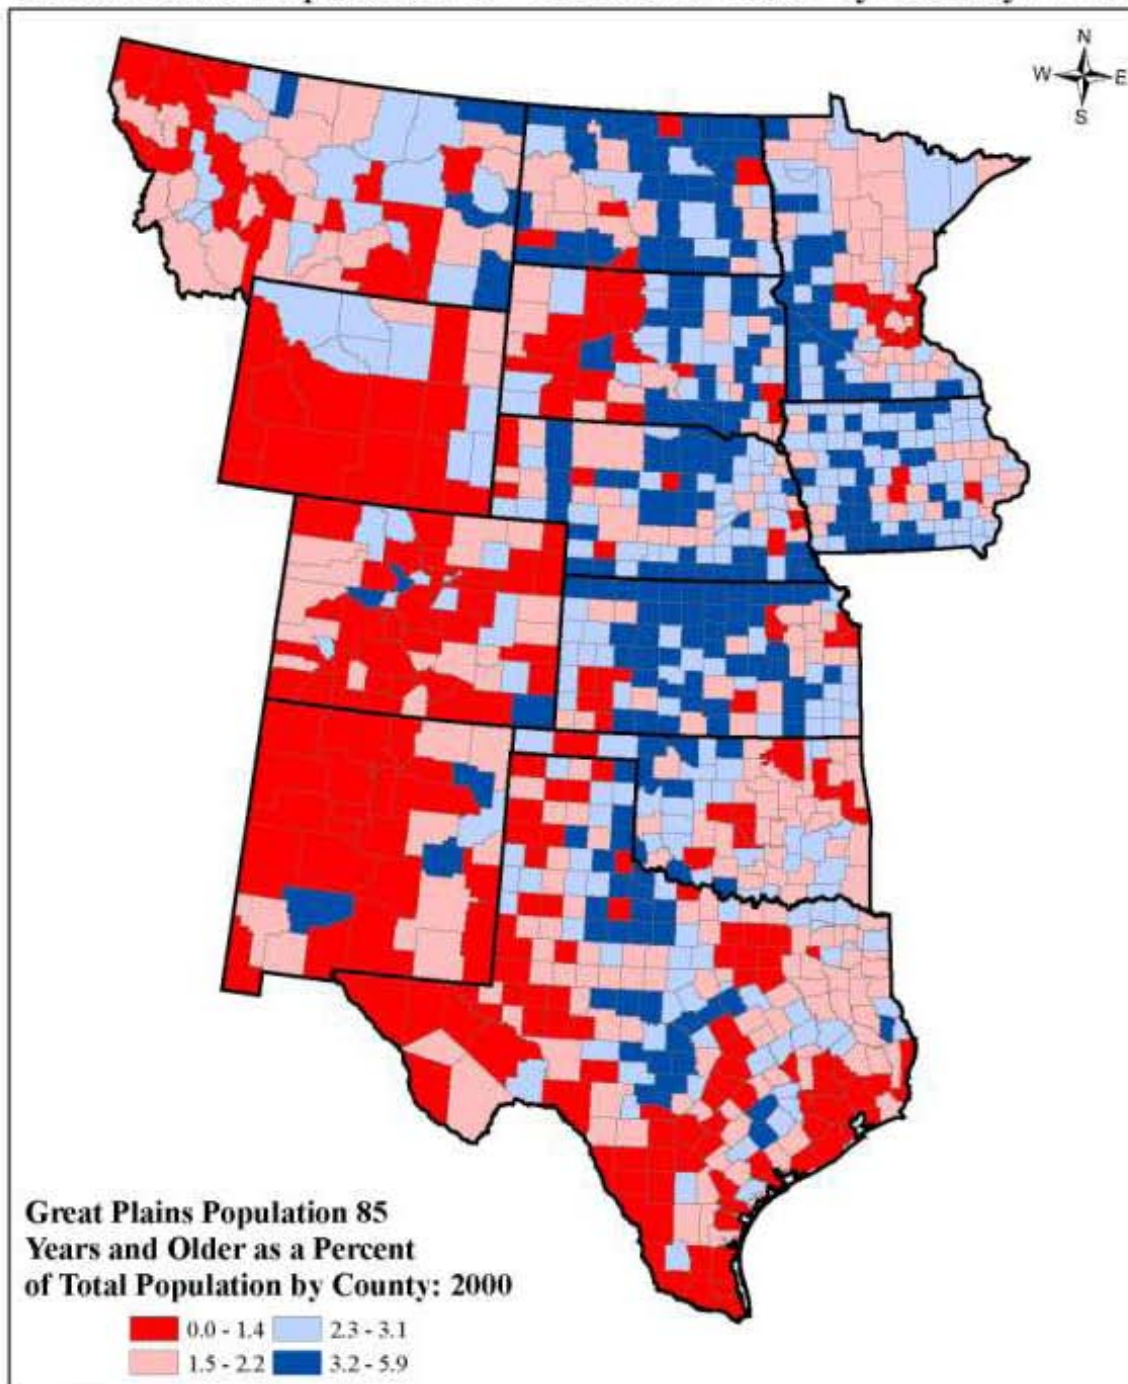 N
W E
S
Great Plains Population 85
Years and Older as a Percent
of Total Population by County: 2000
0.0 - 1.4 2.3 - 3.1
1.5 - 2.2 3.2 - 5.9